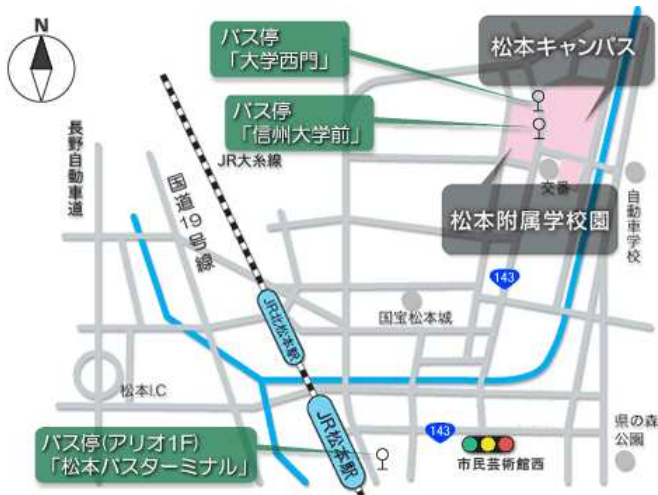 バス停
「大学西門」
松本キャンパス
バス停
「信州大学前」
長野自動車道
JR大糸線
国道19号線
交番
松本附属学校園
自動車学校
143
JR北松本駅
国宝松本城
松本I.C
JR松本駅
バス停(アリオ1F)
「松本バスターミナル」
143
市民芸術館西
県の森
公園
N